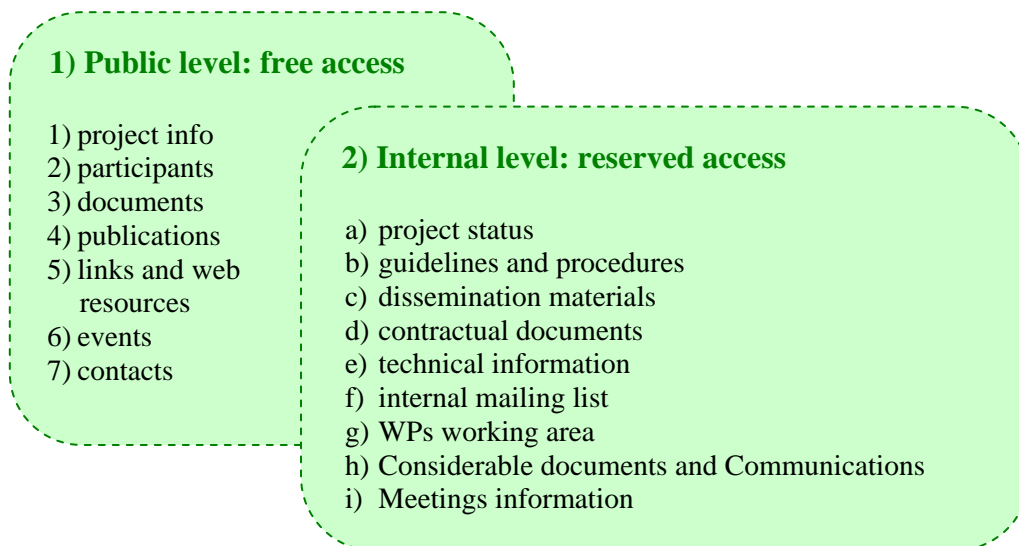 1) Public level: free access
1) project info
2) participants
3) documents
4) publications
5) links and web
resources
6) events
7) contacts
2) Internal level: reserved access
a) project status
b) guidelines and procedures
c) dissemination materials
d) contractual documents
e) technical information
f) internal mailing list
g) WPs working area
h) Considerable documents and Communications
i) Meetings information